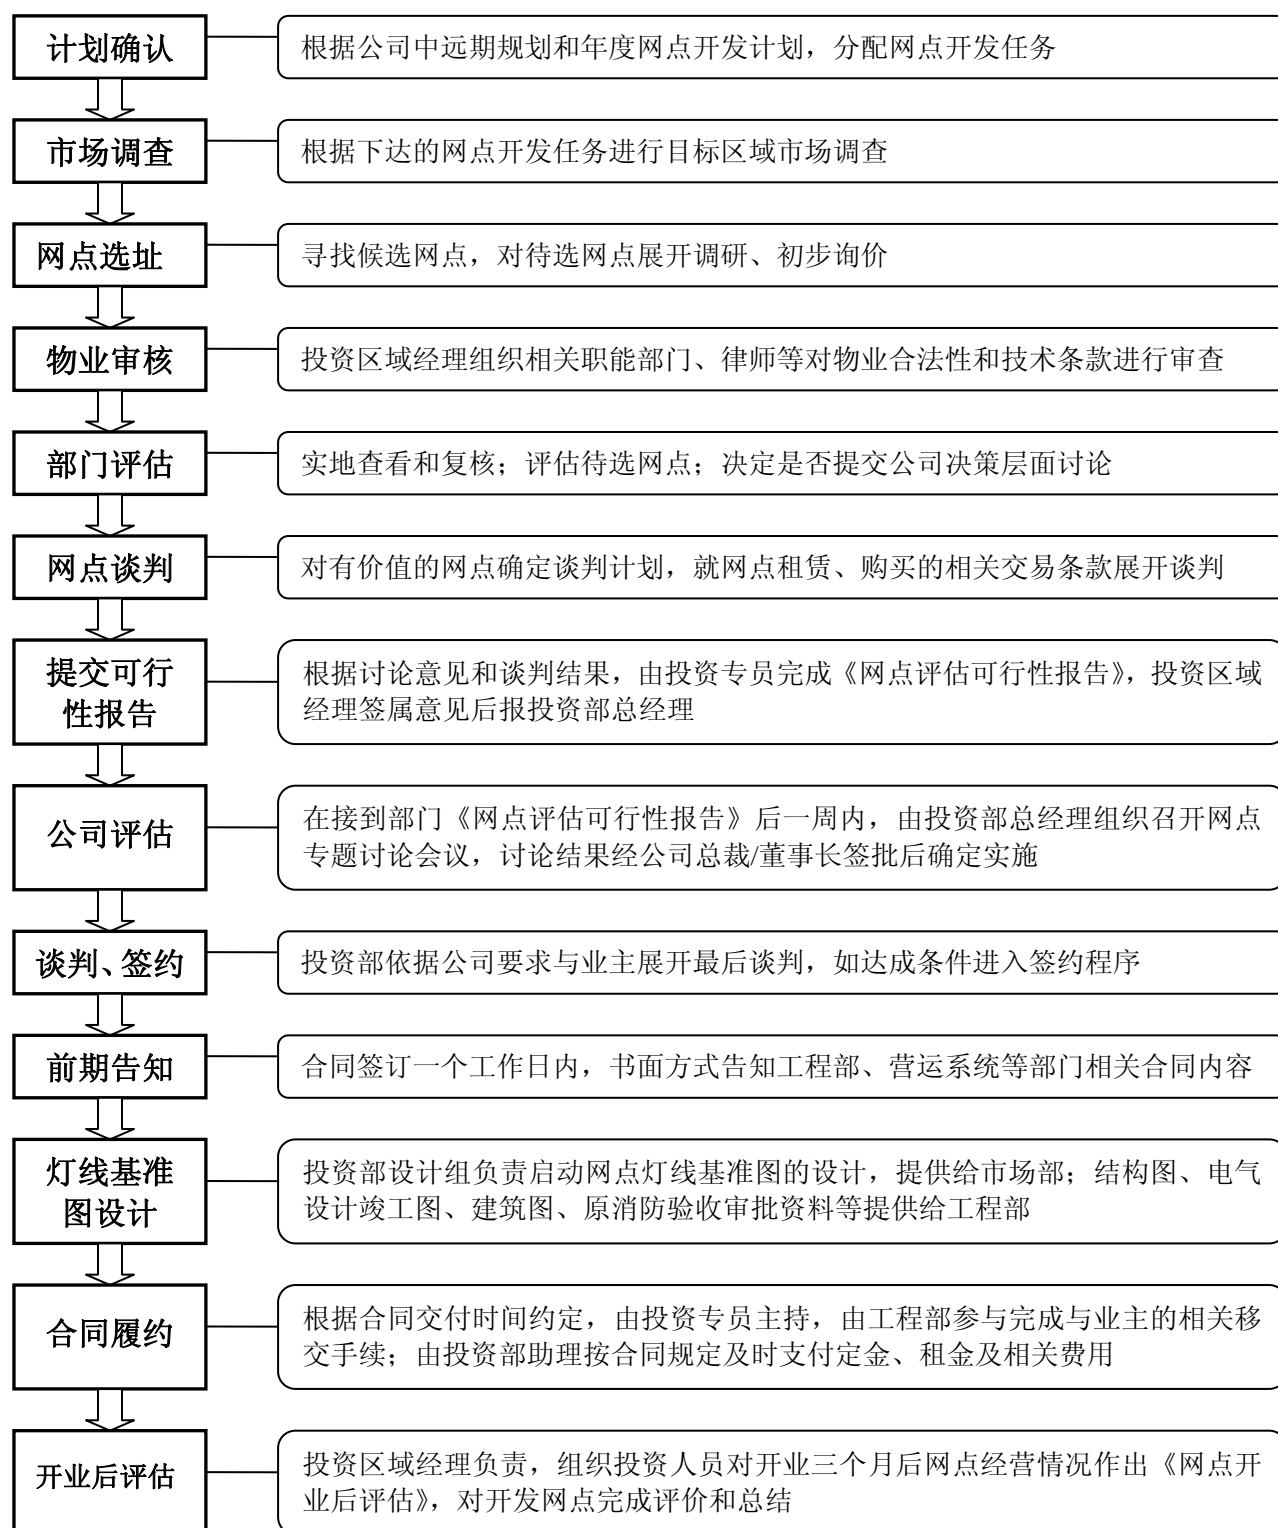 计划确认
根据公司中远期规划和年度网点开发计划，分配网点开发任务
市场调查
根据下达的网点开发任务进行目标区域市场调查
网点选址
寻找候选网点，对待选网点展开调研、初步询价
物业审核
投资区域经理组织相关职能部门、律师等对物业合法性和技术条款进行审查
部门评估
实地查看和复核；评估待选网点；决定是否提交公司决策层面讨论
网点谈判
对有价值的网点确定谈判计划，就网点租赁、购买的相关交易条款展开谈判
提交可行
性报告
根据讨论意见和谈判结果，由投资专员完成《网点评估可行性报告》，投资区域
经理签属意见后报投资部总经理
公司评估
在接到部门《网点评估可行性报告》后一周内，由投资部总经理组织召开网点
专题讨论会议，讨论结果经公司总裁/董事长签批后确定实施
谈判、签约
投资部依据公司要求与业主展开最后谈判，如达成条件进入签约程序
前期告知
合同签订一个工作日内，书面方式告知工程部、营运系统等部门相关合同内容
灯线基准
图设计
投资部设计组负责启动网点灯线基准图的设计，提供给市场部；结构图、电气
设计竣工图、建筑图、原消防验收审批资料等提供给工程部
合同履约
根据合同交付时间约定，由投资专员主持，由工程部参与完成与业主的相关移
交手续；由投资部助理按合同规定及时支付定金、租金及相关费用
开业后评估
投资区域经理负责，组织投资人员对开业三个月后网点经营情况作出《网点开
业后评估》，对开发网点完成评价和总结